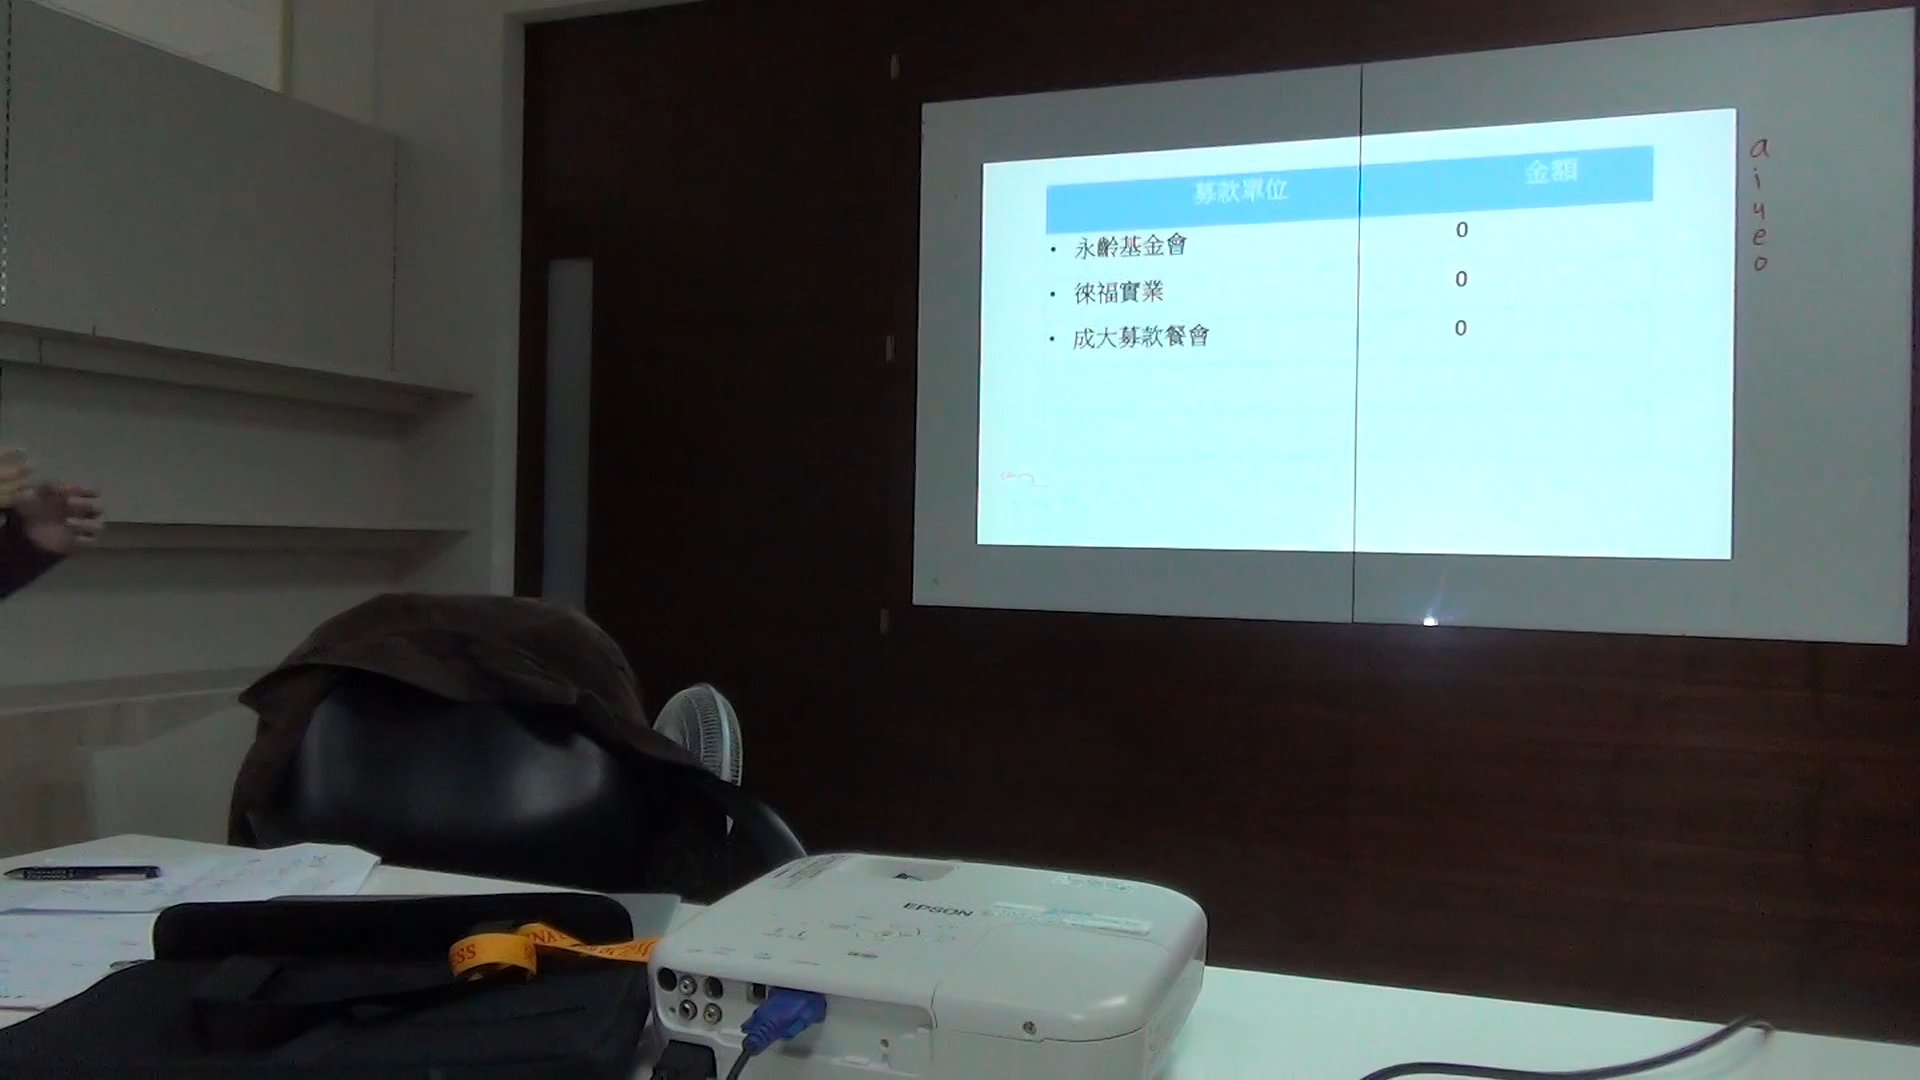 募款單位 金額
• 永齡基金會 0
• 徠福實業 0
• 成大募款餐會 0
a
i
u
e
o
EPSON